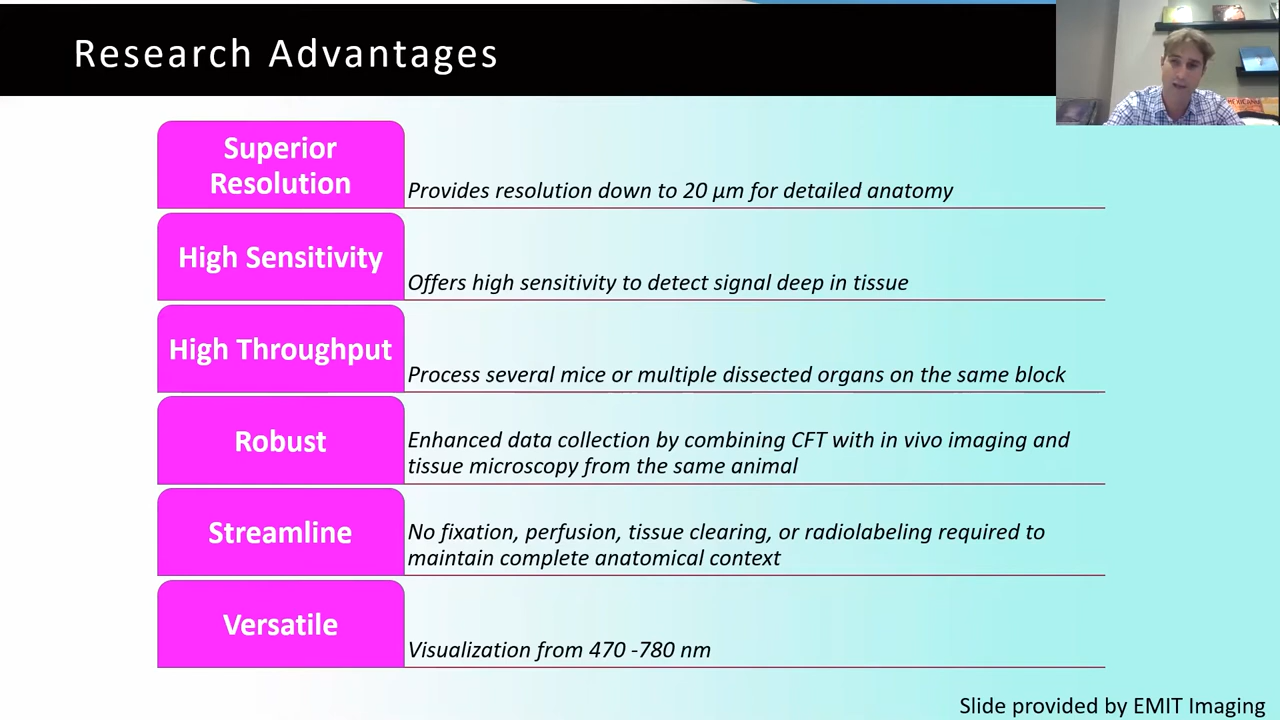 Research Advantages
Superior
Resolution
Provides resolution down to 20 µm for detailed anatomy
High Sensitivity
Offers high sensitivity to detect signal deep in tissue
High Throughput
Process several mice or multiple dissected organs on the same block
Robust
Enhanced data collection by combining CFT with in vivo imaging and
tissue microscopy from the same animal
Streamline
No fixation, perfusion, tissue clearing, or radiolabeling required to
maintain complete anatomical context
Versatile
Visualization from 470 -780 nm
Slide provided by EMIT Imaging